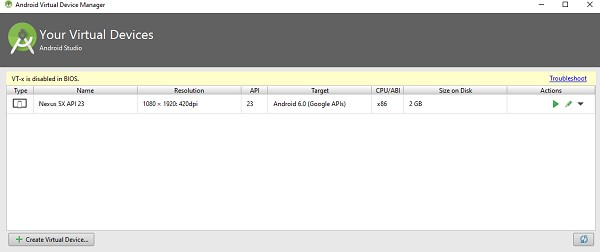 Android Virtual Device Manager
Your Virtual Devices
Android Studio
VT-x is disabled in BIOS. Troubleshoot
Type Name Resolution API Target CPU/ABI Size on Disk Actions
Nexus 5X API 23 1080 × 1920: 420dpi 23 Android 6.0 (Google APIs) x86 2 GB
Create Virtual Device...